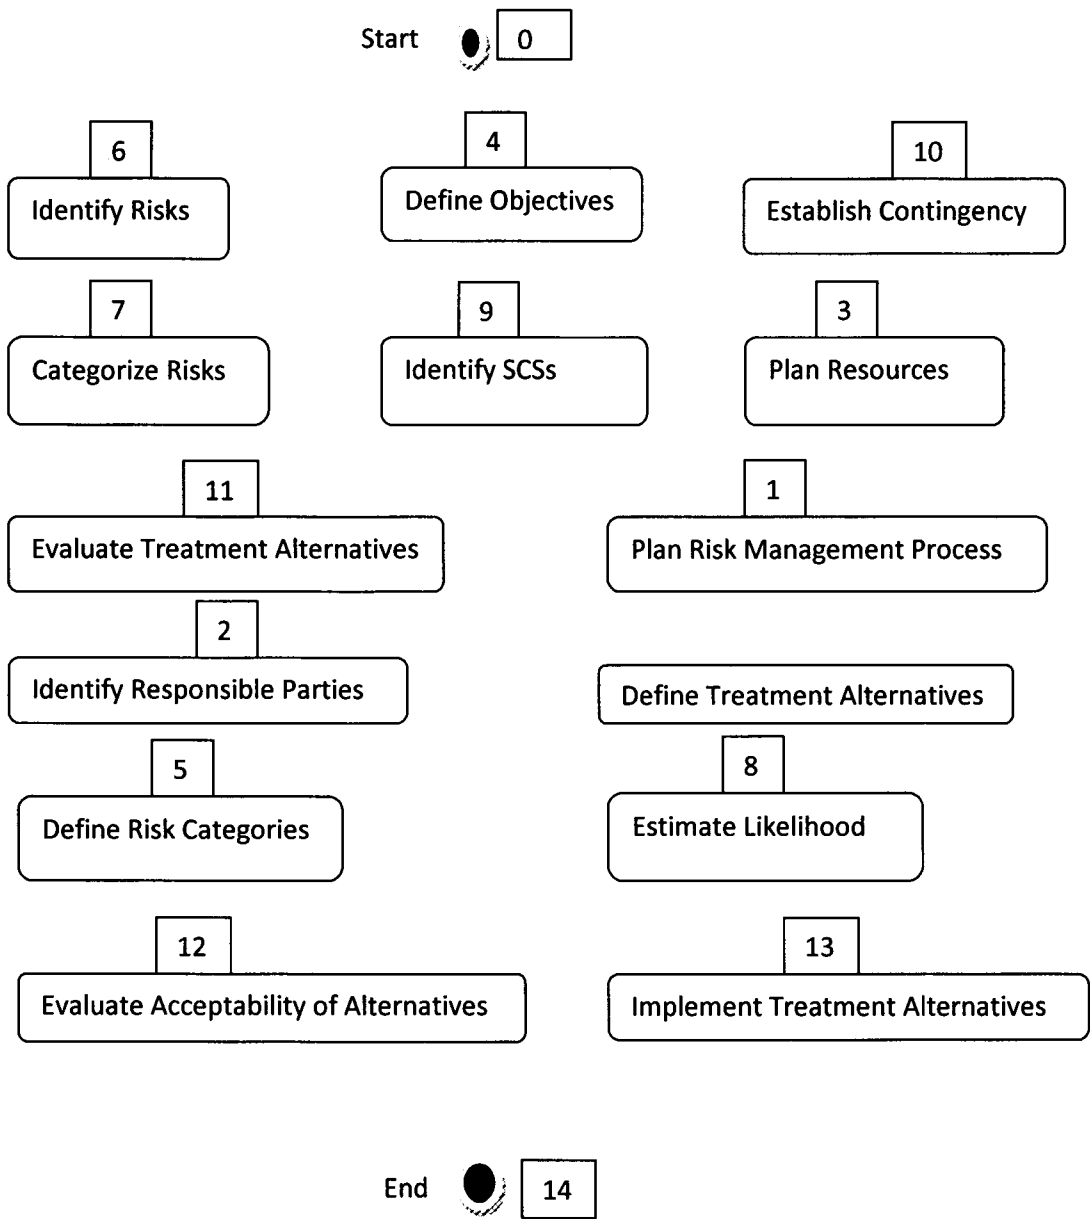 Start 0
6
4
10
Identify Risks
Define Objectives
Establish Contingency
7
9
3
Categorize Risks
Identify SCSs
Plan Resources
11
1
Evaluate Treatment Alternatives
Plan Risk Management Process
2
Identify Responsible Parties
Define Treatment Alternatives
5
8
Define Risk Categories
Estimate Likelihood
12
13
Evaluate Acceptability of Alternatives
Implement Treatment Alternatives
End 14